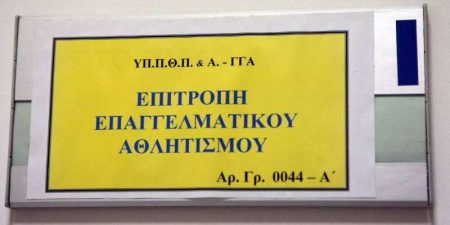 ΥΠ.Π.Θ.Π. & Α. - ΓΓΑ
ΕΠΙΤΡΟΠΗ
ΕΠΑΓΓΕΛΜΑΤΙΚΟΥ
ΑΘΛΗΤΙΣΜΟΥ
Αρ. Γρ. 0044 – Α΄